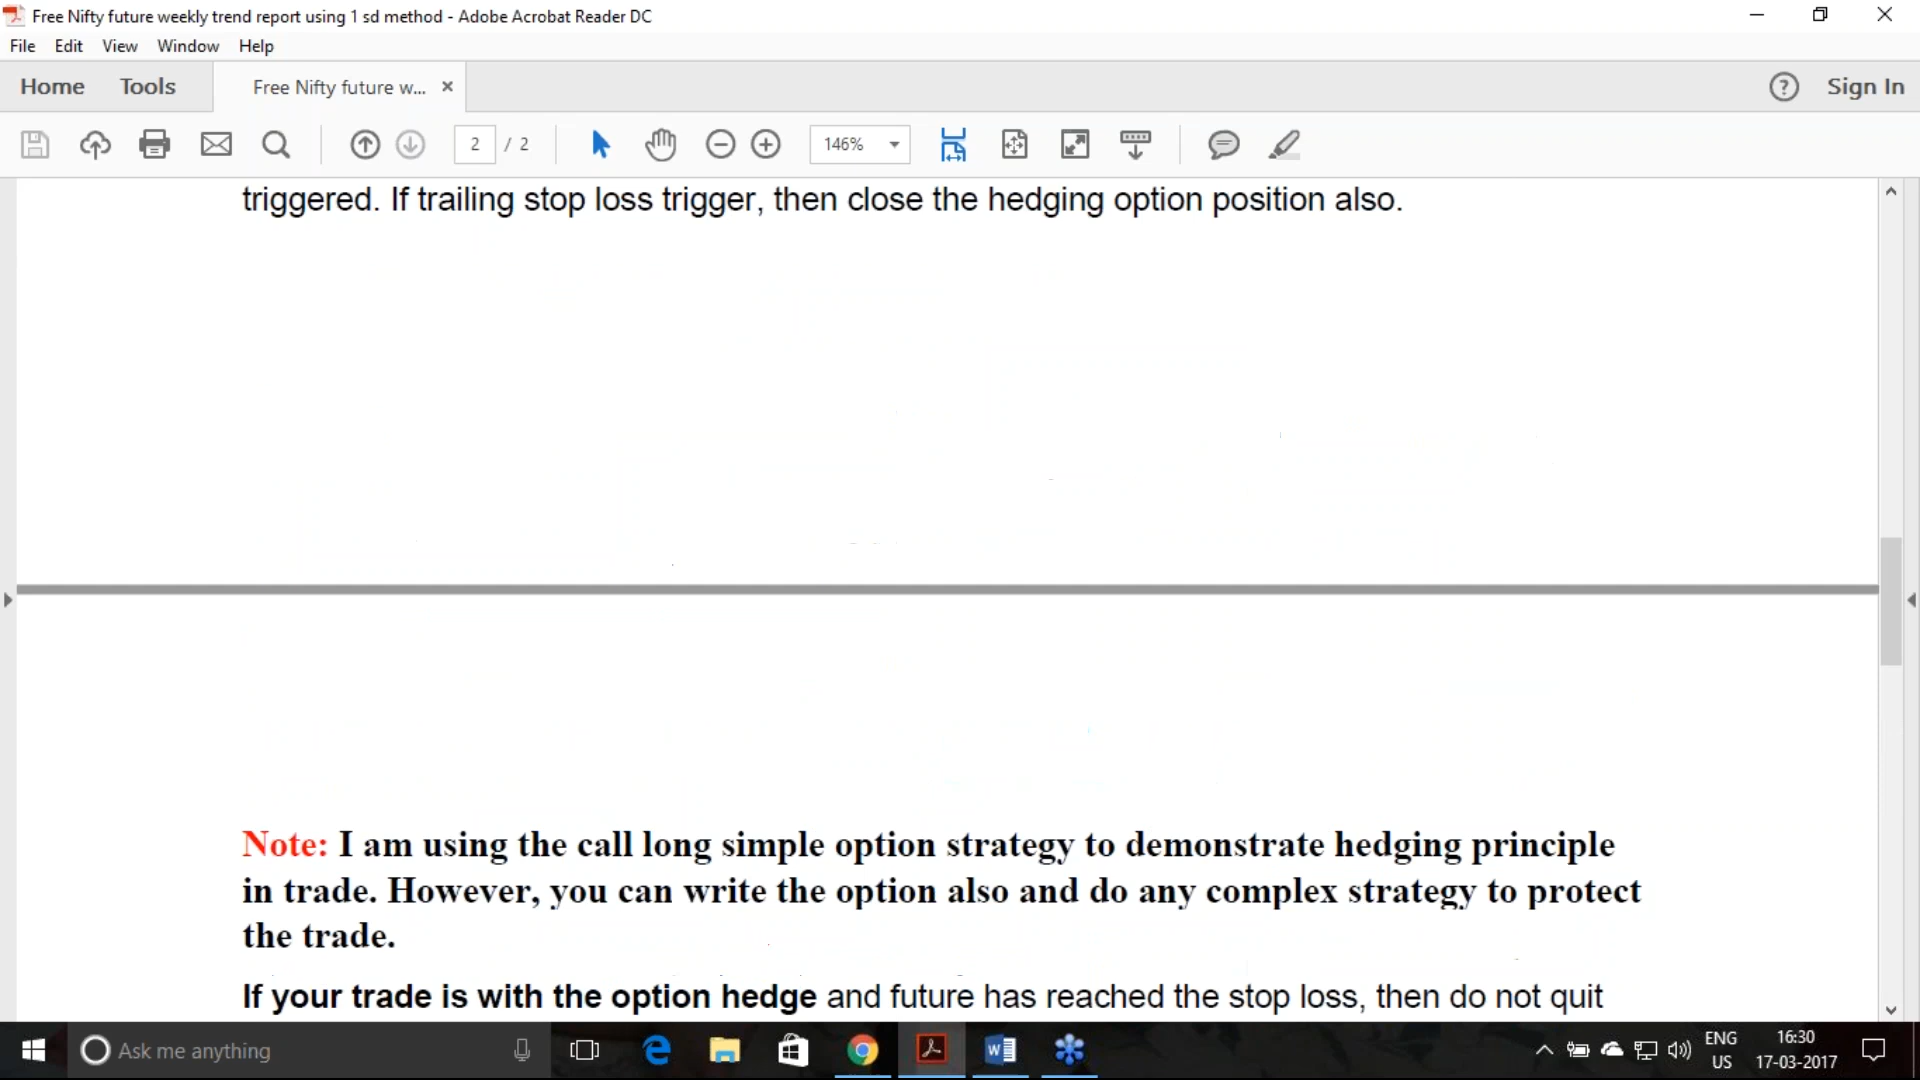 Free Nifty future weekly trend report using 1 sd method - Adobe Acrobat Reader DC
File Edit View Window Help
Home Tools Free Nifty future w... × ? Sign In
2 / 2 146%
triggered. If trailing stop loss trigger, then close the hedging option position also.
Note: I am using the call long simple option strategy to demonstrate hedging principle
in trade. However, you can write the option also and do any complex strategy to protect
the trade.
If your trade is with the option hedge and future has reached the stop loss, then do not quit
Ask me anything
ENG 16:30
US 17-03-2017